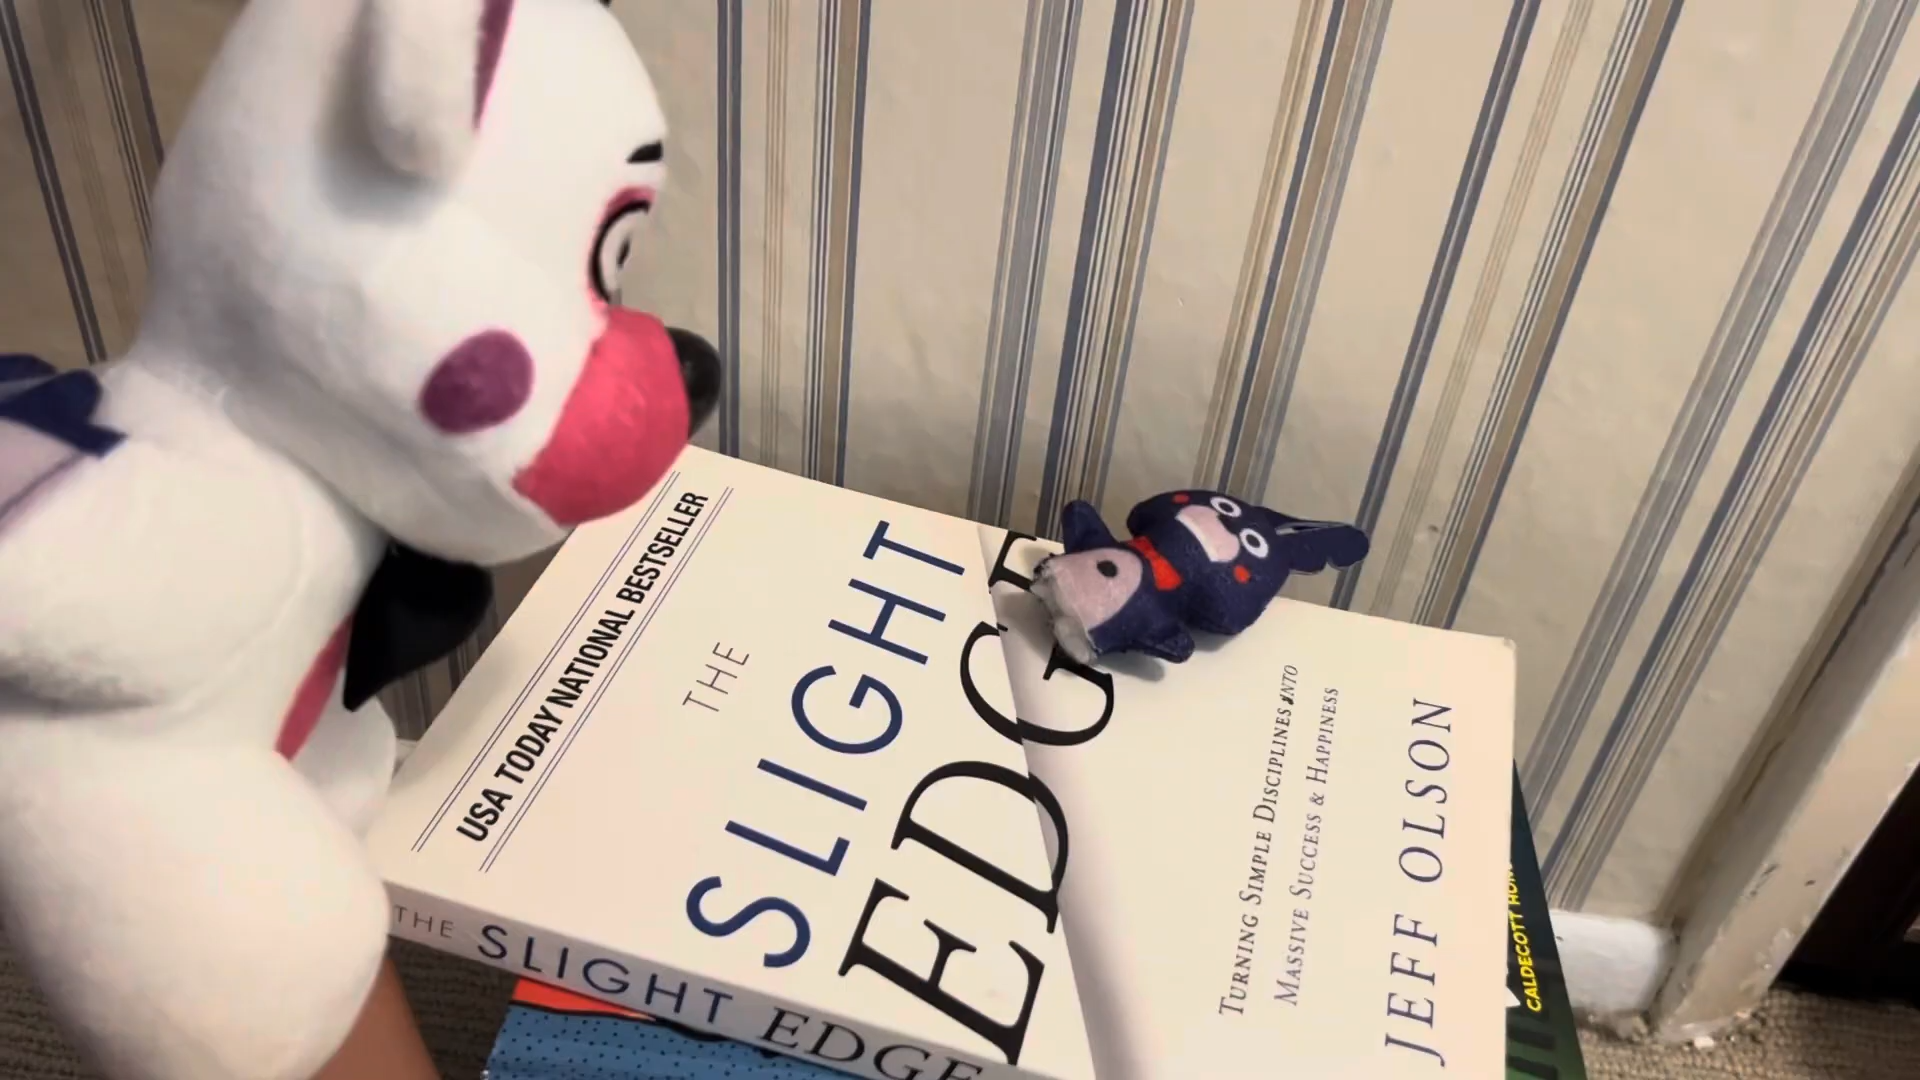 USA TODAY NATIONAL BESTSELLER
THE
SLIGHT
EDGE
TURNING SIMPLE DISCIPLINES INTO
MASSIVE SUCCESS & HAPPINESS
JEFF OLSON
THE SLIGHT EDGE
CALDECOTT